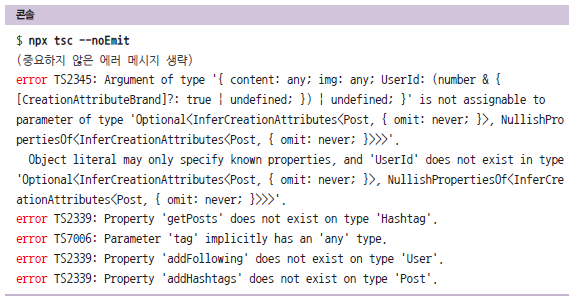 콘솔
$ npx tsc --noEmit
(중요하지 않은 에러 메시지 생략)
error TS2345: Argument of type '{ content: any; img: any; UserId: (number & {
[CreationAttributeBrand]?: true | undefined; }) | undefined; }' is not assignable to
parameter of type 'Optional<InferCreationAttributes<Post, { omit: never; }>, NullishPro
pertiesOf<InferCreationAttributes<Post, { omit: never; }>>>'.
  Object literal may only specify known properties, and 'UserId' does not exist in type
'Optional<InferCreationAttributes<Post, { omit: never; }>, NullishPropertiesOf<InferCre
ationAttributes<Post, { omit: never; }>>>'.
error TS2339: Property 'getPosts' does not exist on type 'Hashtag'.
error TS7006: Parameter 'tag' implicitly has an 'any' type.
error TS2339: Property 'addFollowing' does not exist on type 'User'.
error TS2339: Property 'addHashtags' does not exist on type 'Post'.